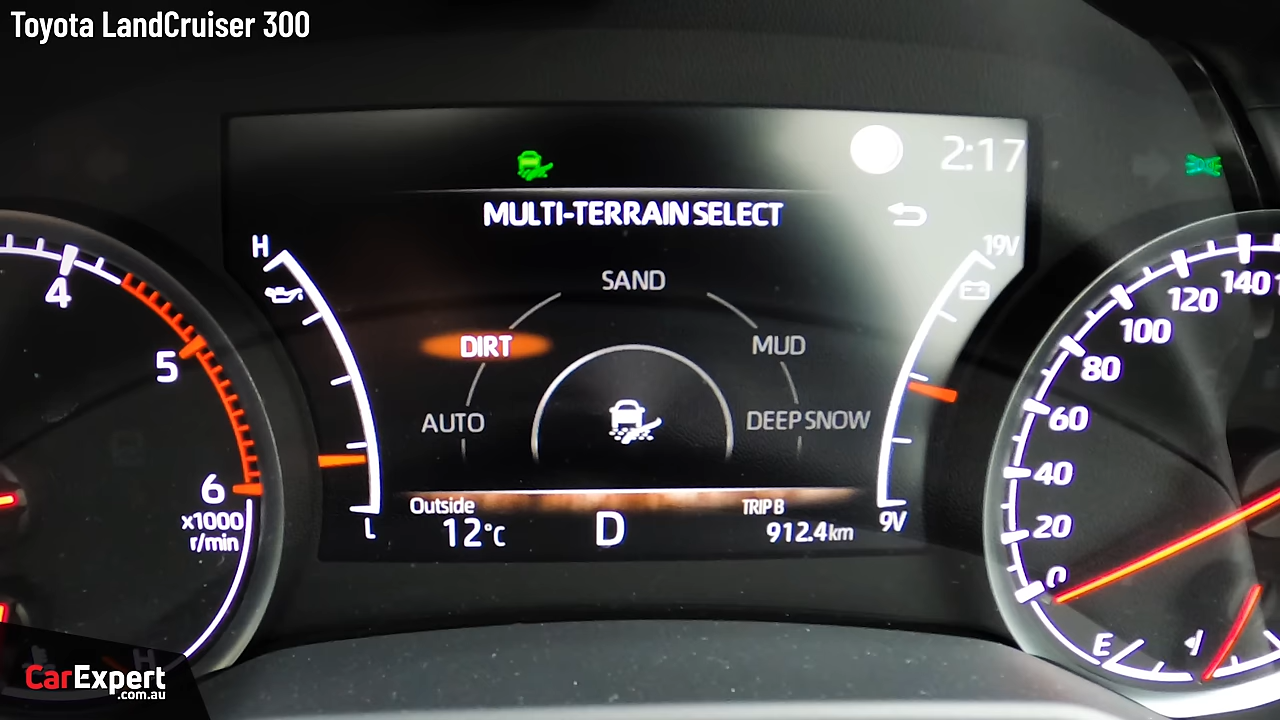 Toyota LandCruiser 300
2:17
MULTI-TERRAIN SELECT
H
19V
SAND
DIRT
MUD
AUTO
DEEP SNOW
L
9V
Outside
12°C
D
TRIP B
912.4km
4
5
6
x1000
r/min
H
140
120
100
80
60
40
20
0
E
CarExpert
.com.au